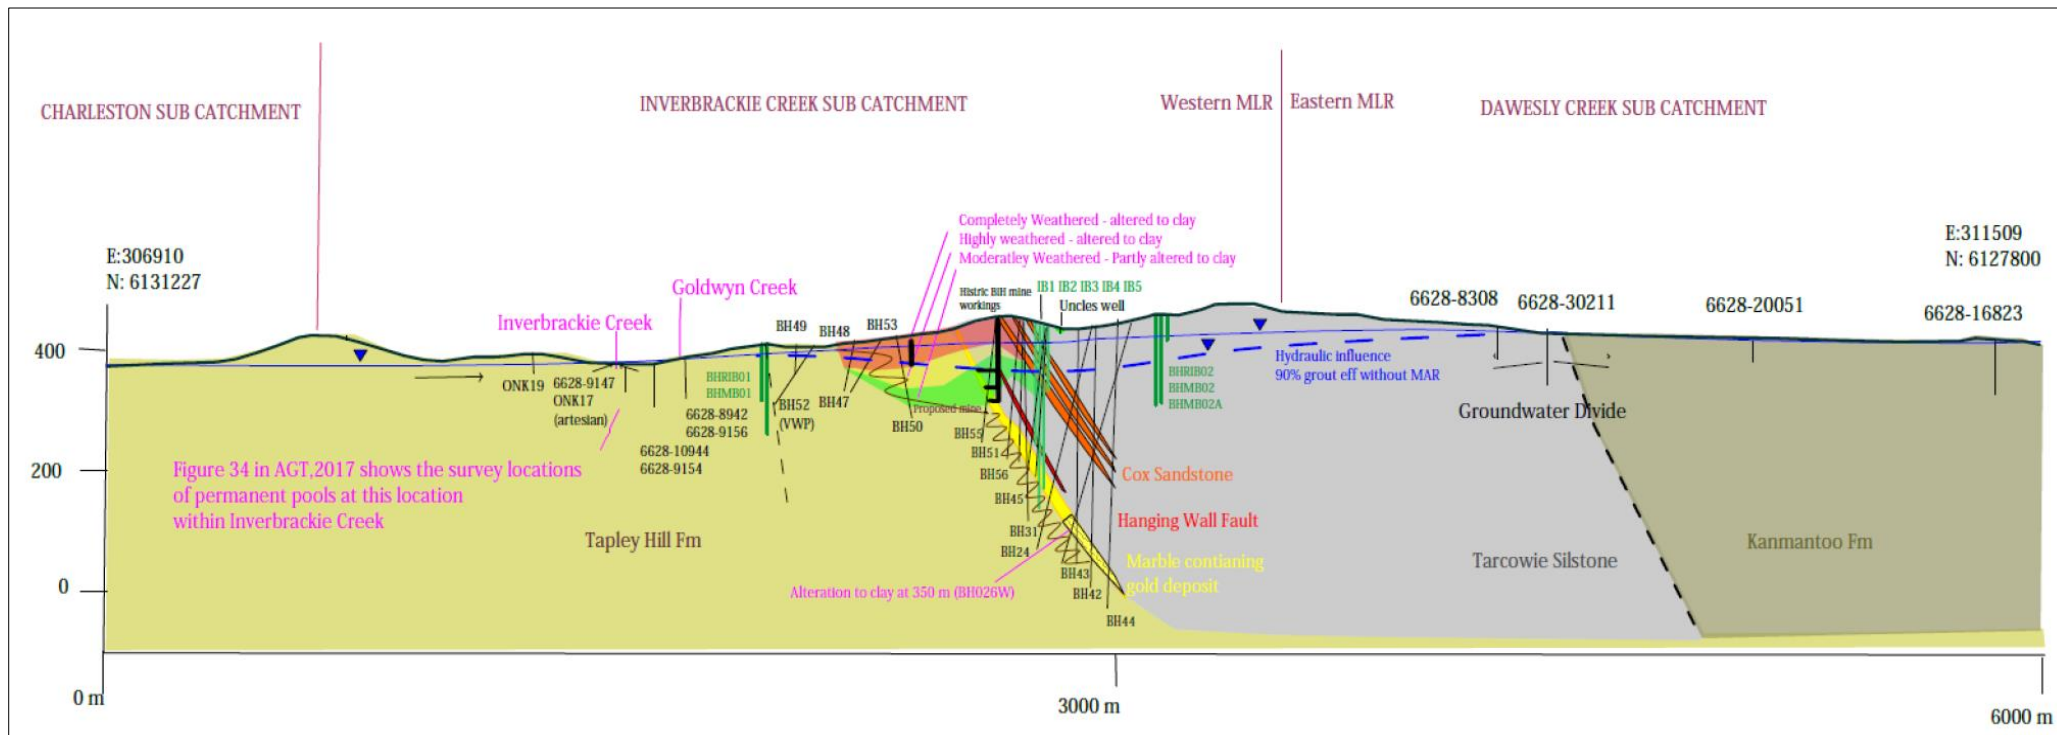 CHARLESTON SUB CATCHMENT
INVERBRACKIE CREEK SUB CATCHMENT
Western MLR
Eastern MLR
DAWESLY CREEK SUB CATCHMENT
E:306910
N: 6131227
E:311509
N: 6127800
Completely Weathered - altered to clay
Highly weathered - altered to clay
Moderatley Weathered - Partly altered to clay
Goldwyn Creek
Inverbrackie Creek
Histric BIH mine
workings
IB1 IB2 IB3 IB4 IB5
Uncles well
BH49
BH48
BH53
6628-8308
6628-30211
6628-20051
6628-16823
400
200
0
ONK19
6628-9147
ONK17
(artesian)
BHRIB01
BHMB01
6628-8942
6628-9156
6628-10944
6628-9154
BH52
(VWP)
BH47
BH50
Proposed mine
BH55
BH51
BH56
BH45
BH31
BH24
BH43
BH42
BH44
BHRIB02
BHMB02
BHMB02A
Hydraulic influence
90% grout eff without MAR
Groundwater Divide
Figure 34 in AGT,2017 shows the survey locations
of permanent pools at this location
within Inverbrackie Creek
Tapley Hill Fm
Cox Sandstone
Hanging Wall Fault
Marble contianing
gold deposit
Alteration to clay at 350 m (BH026W)
Tarcowie Silstone
Kanmantoo Fm
0 m
3000 m
6000 m